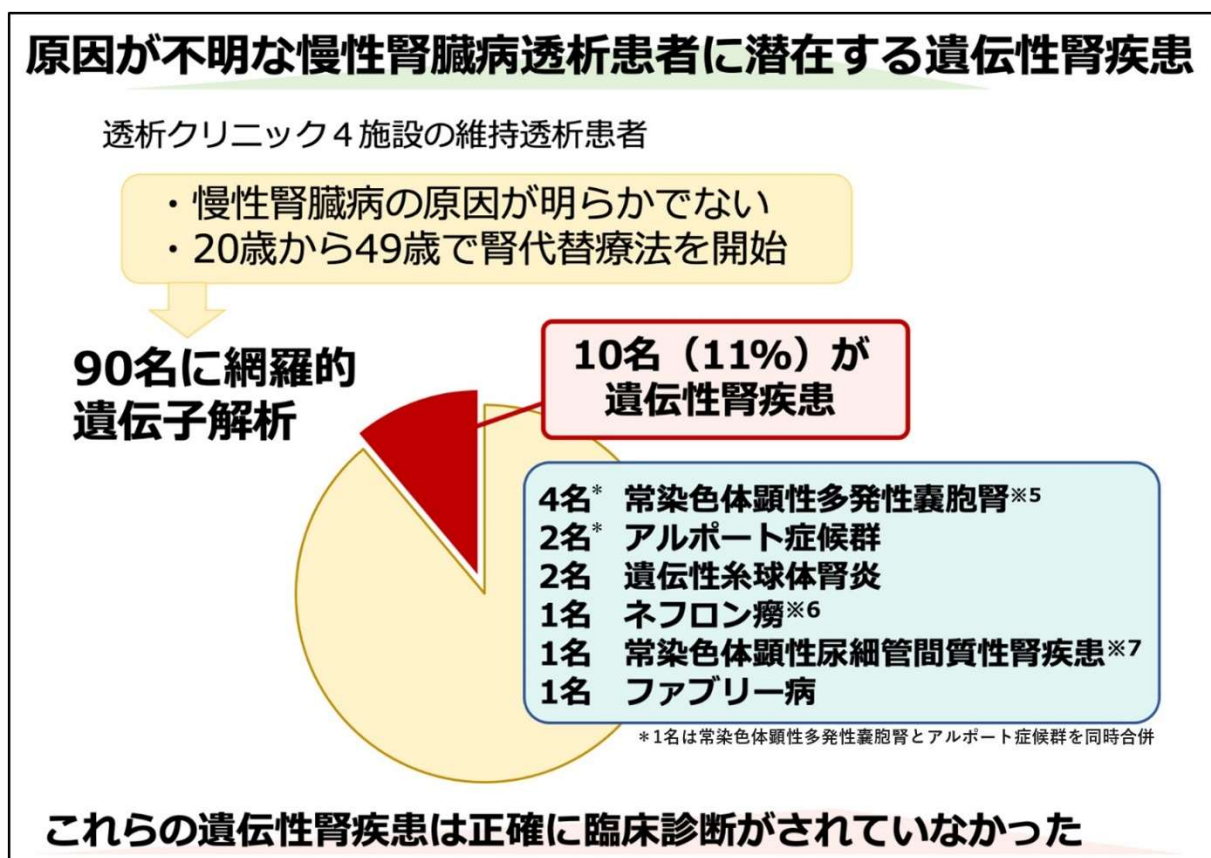 原因が不明な慢性腎臓病透析患者に潜在する遺伝性腎疾患
透析クリニック４施設の維持透析患者
・慢性腎臓病の原因が明らかでない
・20歳から49歳で腎代替療法を開始
90名に網羅的
遺伝子解析
10名（11%）が
遺伝性腎疾患
4名* 常染色体顕性多発性嚢胞腎※5
2名* アルポート症候群
2名 遺伝性糸球体腎炎
1名 ネフロン癆※6
1名 常染色体顕性尿細管間質性腎疾患※7
1名 ファブリー病
＊1名は常染色体顕性多発性嚢胞腎とアルポート症候群を同時合併
これらの遺伝性腎疾患は正確に臨床診断がされていなかった